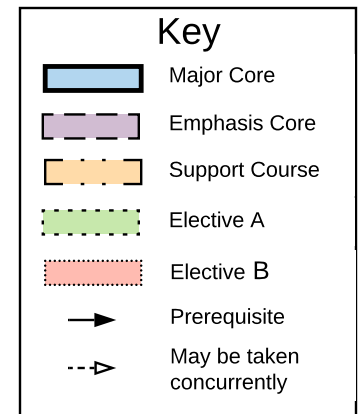 Key
Major Core
Emphasis Core
Support Course
Elective A
Elective B
Prerequisite
May be taken
concurrently